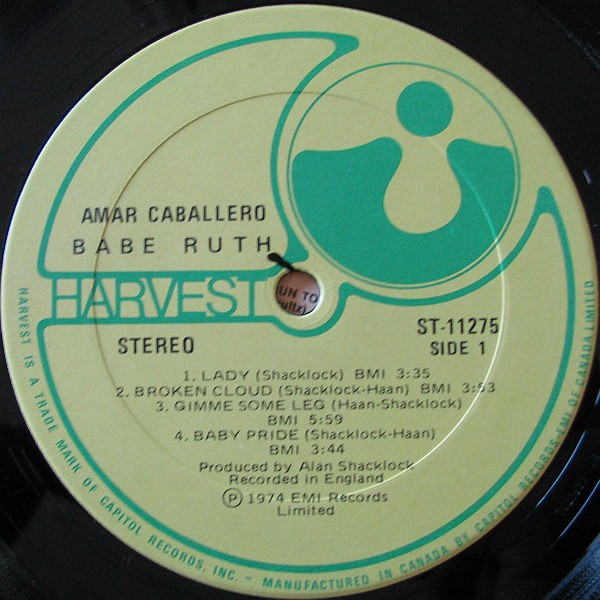 AMAR CABALLERO
BABE RUTH
HARVEST
UN TO
ST-11275
STEREO
SIDE 1
1. LADY (Shacklock) BMI 3:35
2. BROKEN CLOUD (Shacklock-Haan) BMI 3:53
3. GIMME SOME LEG (Haan-Shacklock)
BMI 5:59
4. BABY PRIDE (Shacklock-Haan)
BMI 3:44
Produced by Alan Shacklock
Recorded in England
Ⓟ 1974 EMI Records
Limited
HARVEST IS A TRADE MARK OF CAPITOL RECORDS, INC. – MANUFACTURED IN CANADA BY CAPITOL RECORDS-EMI OF CANADA LIMITED